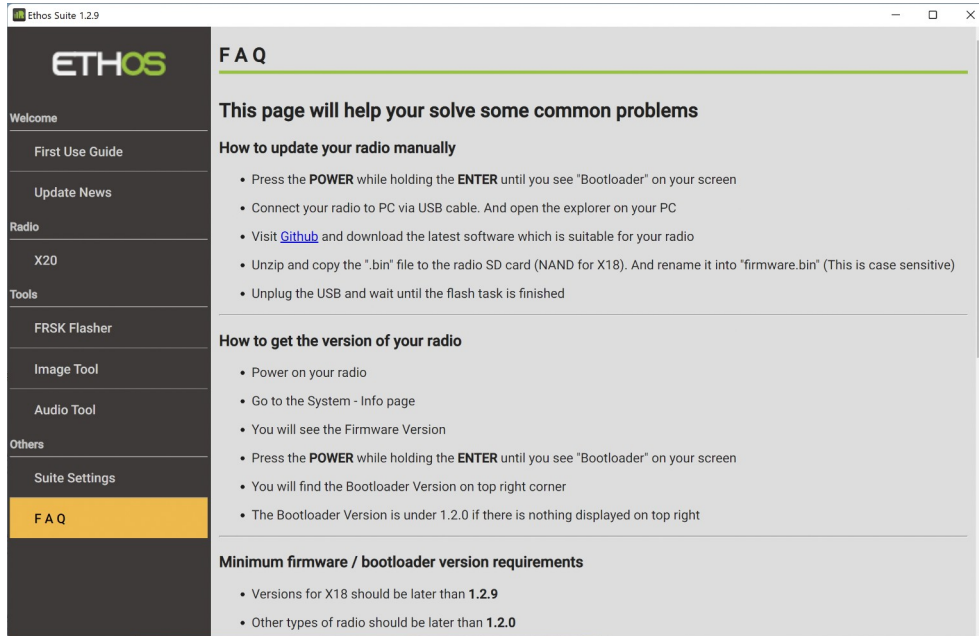 Ethos Suite 1.2.9
ETHOS
Welcome
First Use Guide
Update News
Radio
X20
Tools
FRSK Flasher
Image Tool
Audio Tool
Others
Suite Settings
F A Q
F A Q
This page will help your solve some common problems
How to update your radio manually
• Press the POWER while holding the ENTER until you see "Bootloader" on your screen
• Connect your radio to PC via USB cable. And open the explorer on your PC
• Visit Github and download the latest software which is suitable for your radio
• Unzip and copy the ".bin" file to the radio SD card (NAND for X18). And rename it into "firmware.bin" (This is case sensitive)
• Unplug the USB and wait until the flash task is finished
How to get the version of your radio
• Power on your radio
• Go to the System - Info page
• You will see the Firmware Version
• Press the POWER while holding the ENTER until you see "Bootloader" on your screen
• You will find the Bootloader Version on top right corner
• The Bootloader Version is under 1.2.0 if there is nothing displayed on top right
Minimum firmware / bootloader version requirements
• Versions for X18 should be later than 1.2.9
• Other types of radio should be later than 1.2.0